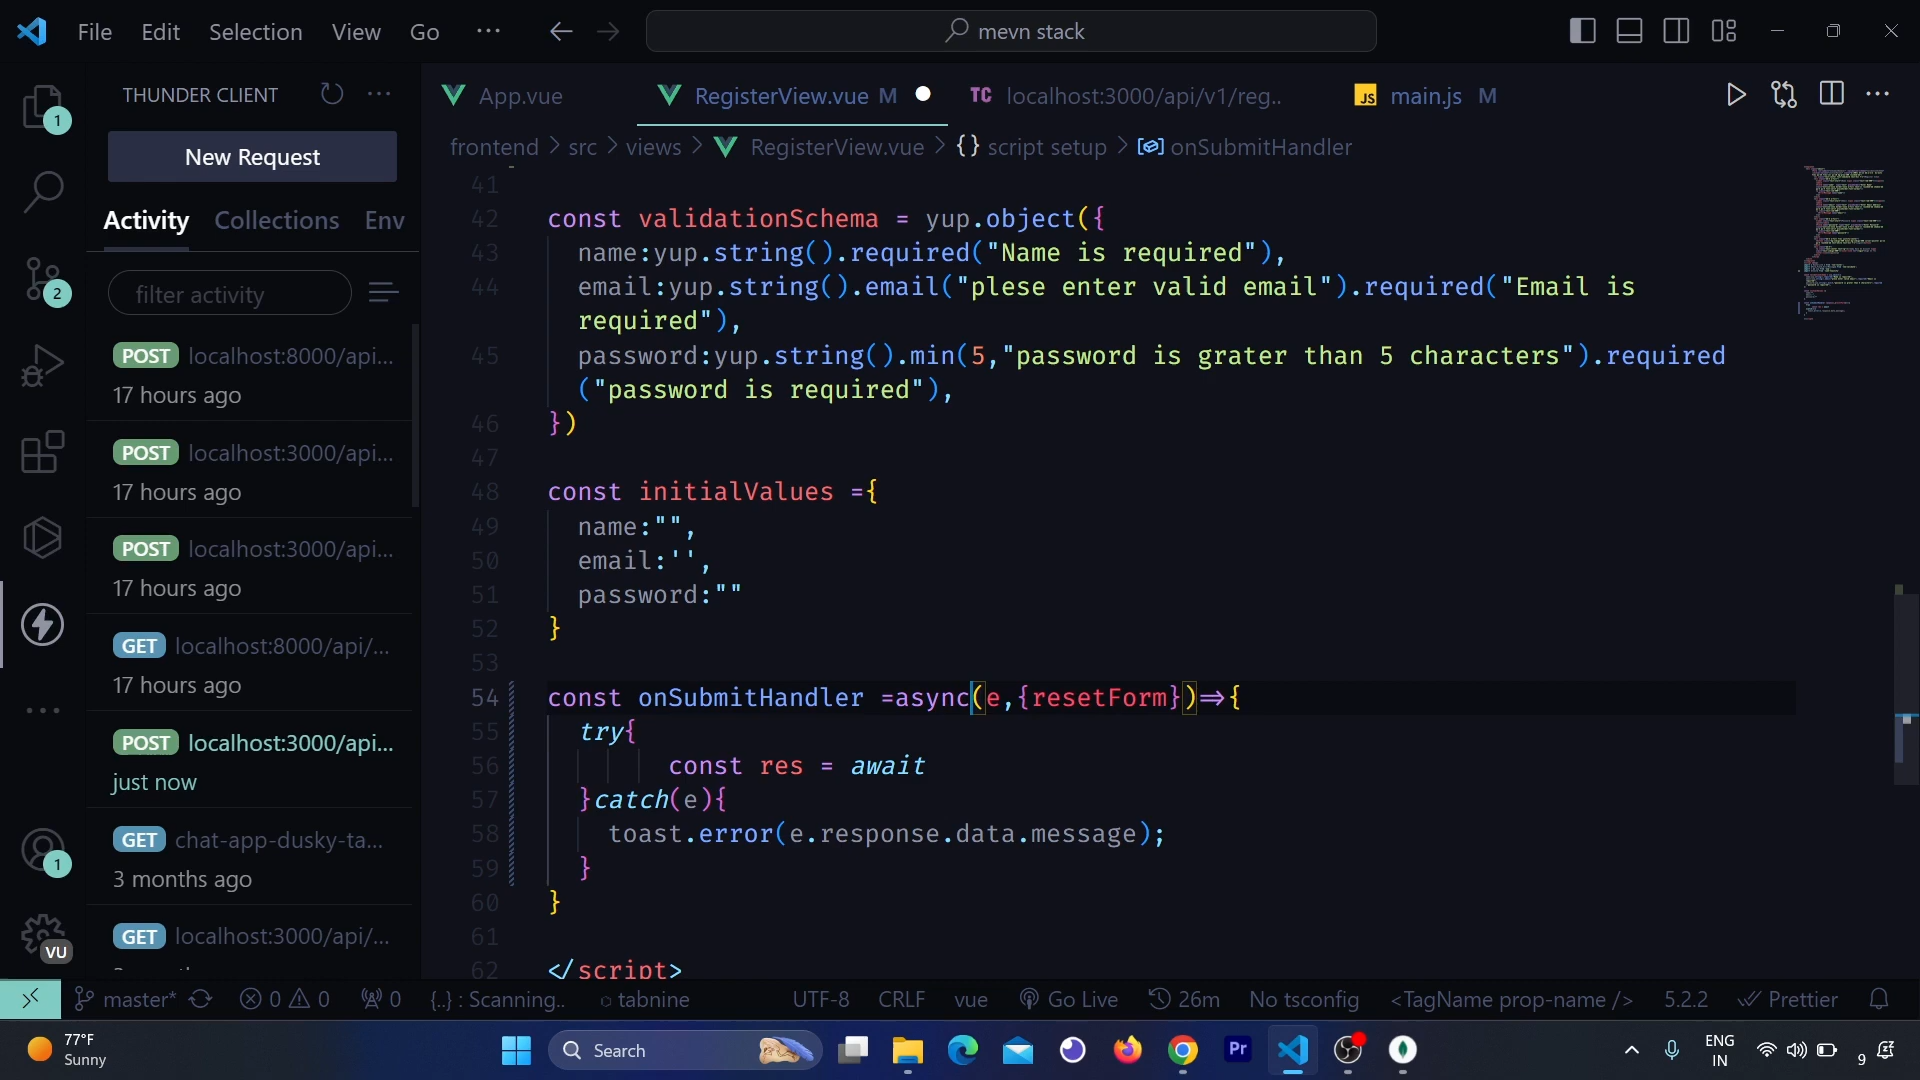 File Edit Selection View Go ...
mevn stack
THUNDER CLIENT
New Request
Activity Collections Env
filter activity
POST localhost:8000/api...
17 hours ago
POST localhost:3000/api...
17 hours ago
POST localhost:3000/api...
17 hours ago
GET localhost:8000/api/...
17 hours ago
POST localhost:3000/api...
just now
GET chat-app-dusky-ta...
3 months ago
GET localhost:3000/api/...
1
2
1
VU
App.vue
RegisterView.vue M
TC localhost:3000/api/v1/reg..
JS main.js M
frontend > src > views > RegisterView.vue > {} script setup > onSubmitHandler
41
42 const validationSchema = yup.object({
43 name:yup.string().required("Name is required"),
44 email:yup.string().email("plese enter valid email").required("Email is
required"),
45 password:yup.string().min(5,"password is grater than 5 characters").required
("password is required"),
46 })
47
48 const initialValues ={
49 name:"",
50 email:'',
51 password:""
52 }
53
54 const onSubmitHandler =async(e,{resetForm})=>{
55 try{
56 const res = await
57 }catch(e){
58 toast.error(e.response.data.message);
59 }
60 }
61
62 </script>
master* 0 0 0 {..} : Scanning.. tabnine UTF-8 CRLF vue Go Live 26m No tsconfig <TagName prop-name /> 5.2.2 Prettier
77°F
Sunny
Search
Pr
ENG
IN
9